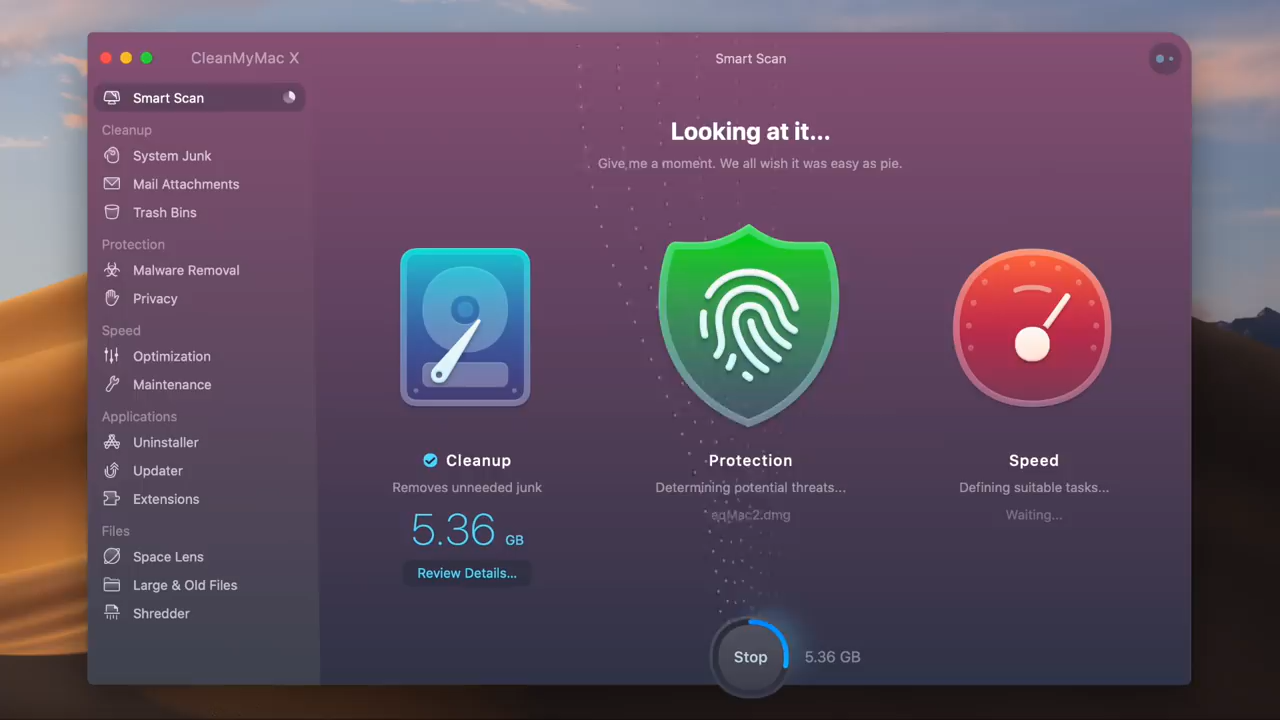 CleanMyMac X
Smart Scan
Smart Scan
Cleanup
System Junk
Mail Attachments
Trash Bins
Protection
Malware Removal
Privacy
Speed
Optimization
Maintenance
Applications
Uninstaller
Updater
Extensions
Files
Space Lens
Large & Old Files
Shredder
Looking at it...
Give me a moment. We all wish it was easy as pie.
Cleanup
Removes unneeded junk
5.36 GB
Review Details...
Protection
Determining potential threats...
eqMac2.dmg
Speed
Defining suitable tasks...
Waiting...
Stop
5.36 GB